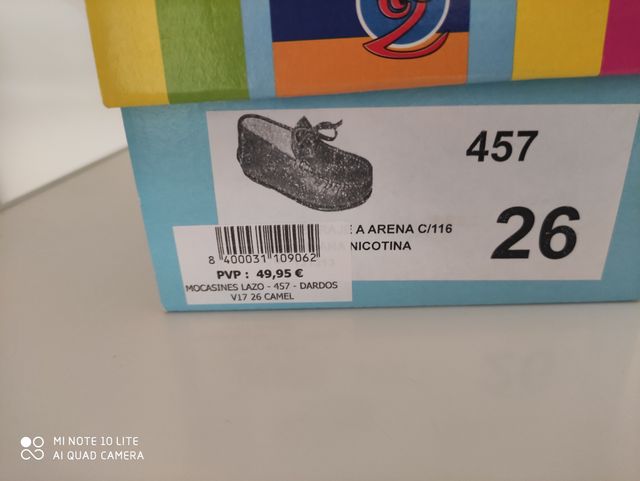 457
A ARENA C/116
NICOTINA
26
8 400031 109062
PVP : 49,95 €
MOCASINES LAZO - 457 - DARDOS
V17 26 CAMEL
MI NOTE 10 LITE
AI QUAD CAMERA